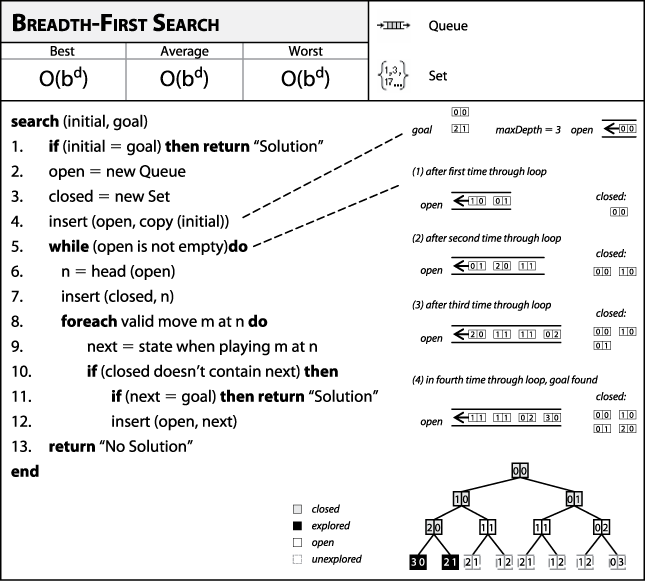 BREADTH-FIRST SEARCH
Best Average Worst
O(b^d) O(b^d) O(b^d)
Queue
{1,3, 17...} Set
search (initial, goal)
1. if (initial = goal) then return “Solution”
2. open = new Queue
3. closed = new Set
4. insert (open, copy (initial))
5. while (open is not empty)do
6. n = head (open)
7. insert (closed, n)
8. foreach valid move m at n do
9. next = state when playing m at n
10. if (closed doesn’t contain next) then
11. if (next = goal) then return “Solution”
12. insert (open, next)
13. return “No Solution”
end
0 0
goal 2 1 maxDepth = 3 open 0 0
(1) after first time through loop
open 1 0 0 1
closed:
0 0
(2) after second time through loop
open 0 1 2 0 1 1
closed:
0 0 1 0
(3) after third time through loop
open 2 0 1 1 1 1 0 2
closed:
0 0 1 0
0 1
(4) in fourth time through loop, goal found
open 1 1 1 1 0 2 3 0
closed:
0 0 1 0
0 1 2 0
closed
explored
open
unexplored
0 0
1 0 0 1
2 0 1 1 1 1 0 2
3 0 2 1 2 1 1 2 2 1 1 2 1 2 0 3